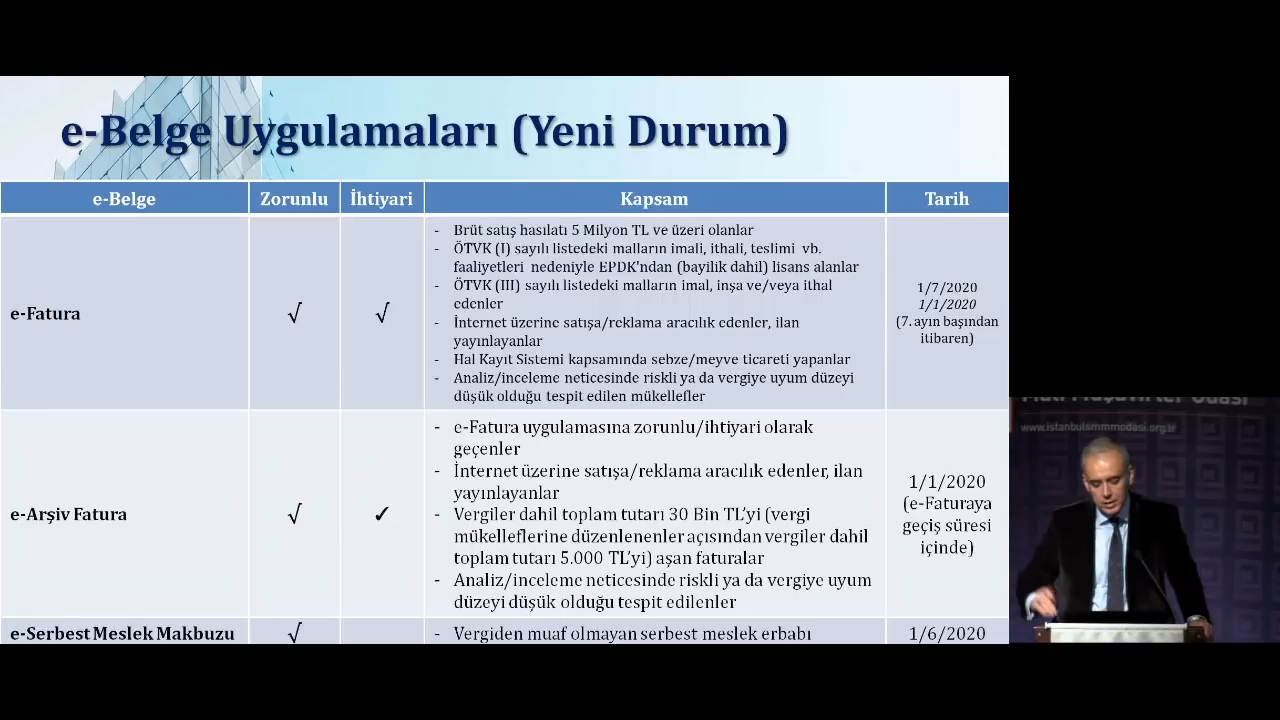 e-Belge Uygulamaları (Yeni Durum)
e-Belge Zorunlu İhtiyari Kapsam Tarih
e-Fatura √ √
- Brüt satış hasılatı 5 Milyon TL ve üzeri olanlar
- ÖTVK (I) sayılı listedeki malların imali, ithali, teslimi vb.
faaliyetleri nedeniyle EPDK'ndan (bayilik dahil) lisans alanlar
- ÖTVK (III) sayılı listedeki malların imal, inşa ve/veya ithal
edenler
- İnternet üzerine satışa/reklama aracılık edenler, ilan
yayınlayanlar
- Hal Kayıt Sistemi kapsamında sebze/meyve ticareti yapanlar
- Analiz/inceleme neticesinde riskli ya da vergiye uyum düzeyi
düşük olduğu tespit edilen mükellefler
1/7/2020
1/1/2020
(7. ayın başından
itibaren)
e-Arşiv Fatura √ ✓
- e-Fatura uygulamasına zorunlu/ihtiyari olarak
geçenler
- İnternet üzerine satışa/reklama aracılık edenler, ilan
yayınlayanlar
- Vergiler dahil toplam tutarı 30 Bin TL'yi (vergi
mükelleflerine düzenlenenler açısından vergiler dahil
toplam tutarı 5.000 TL'yi) aşan faturalar
- Analiz/inceleme neticesinde riskli ya da vergiye uyum
düzeyi düşük olduğu tespit edilenler
1/1/2020
(e-Faturaya
geçiş süresi
içinde)
e-Serbest Meslek Makbuzu √ - Vergiden muaf olmayan serbest meslek erbabı 1/6/2020
Mali Müşavirler Odası
www.istanbulsmmmodasi.org.tr